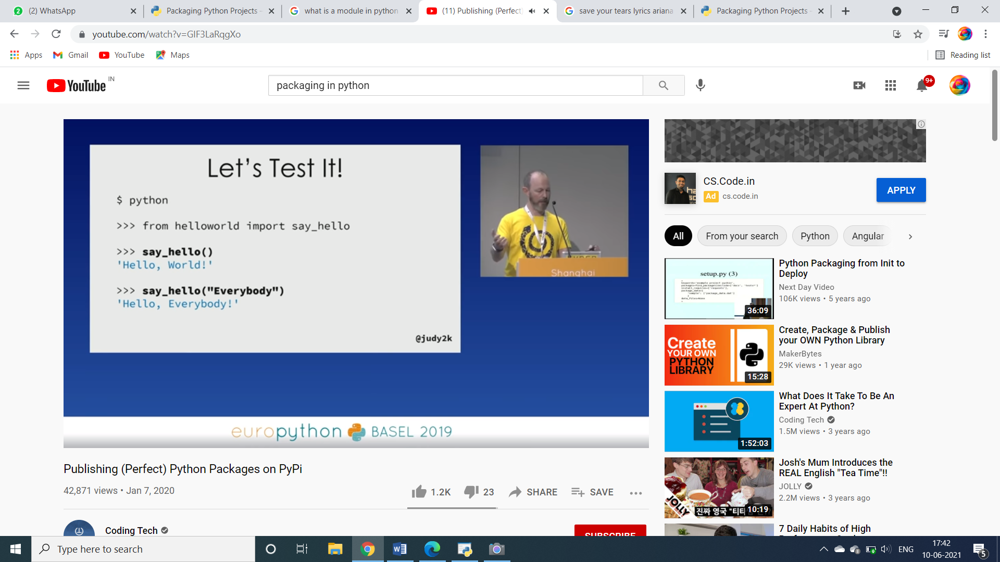 (2) WhatsApp
Packaging Python Projects -
what is a module in python
(11) Publishing (Perfect)
save your tears lyrics ariana
Packaging Python Projects -
youtube.com/watch?v=GIF3LaRqgXo
Apps
Gmail
YouTube
Maps
Reading list
YouTube IN
packaging in python
9+
Let's Test It!
$ python
>>> from helloworld import say_hello
>>> say_hello()
'Hello, World!'
>>> say_hello("Everybody")
'Hello, Everybody!'
@judy2k
Shanghai
europython BASEL 2019
Publishing (Perfect) Python Packages on PyPi
42,871 views • Jan 7, 2020
1.2K
23
SHARE
SAVE
Coding Tech
SUBSCRIBE
CS.Code.in
Ad cs.code.in
APPLY
All
From your search
Python
Angular
setup.py (3)
36:09
Python Packaging from Init to
Deploy
Next Day Video
106K views • 5 years ago
Create
YOUR OWN
PYTHON
LIBRARY
15:28
Create, Package & Publish
your OWN Python Library
MakerBytes
29K views • 1 year ago
1:52:03
What Does It Take To Be An
Expert At Python?
Coding Tech
1.5M views • 3 years ago
JOLLY
진짜 영국 "티타
10:19
Josh's Mum Introduces the
REAL English "Tea Time"!!
JOLLY
2.2M views • 3 years ago
7 Daily Habits of High
Type here to search
ENG
17:42
10-06-2021
5